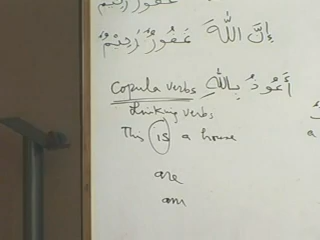 إِنَّ اللَّهَ غَفُورٌ رَحِيمٌ
أَعُوذُ بِاللَّهِ
Copula verbs
Linking verbs
This is a house
a
are
am